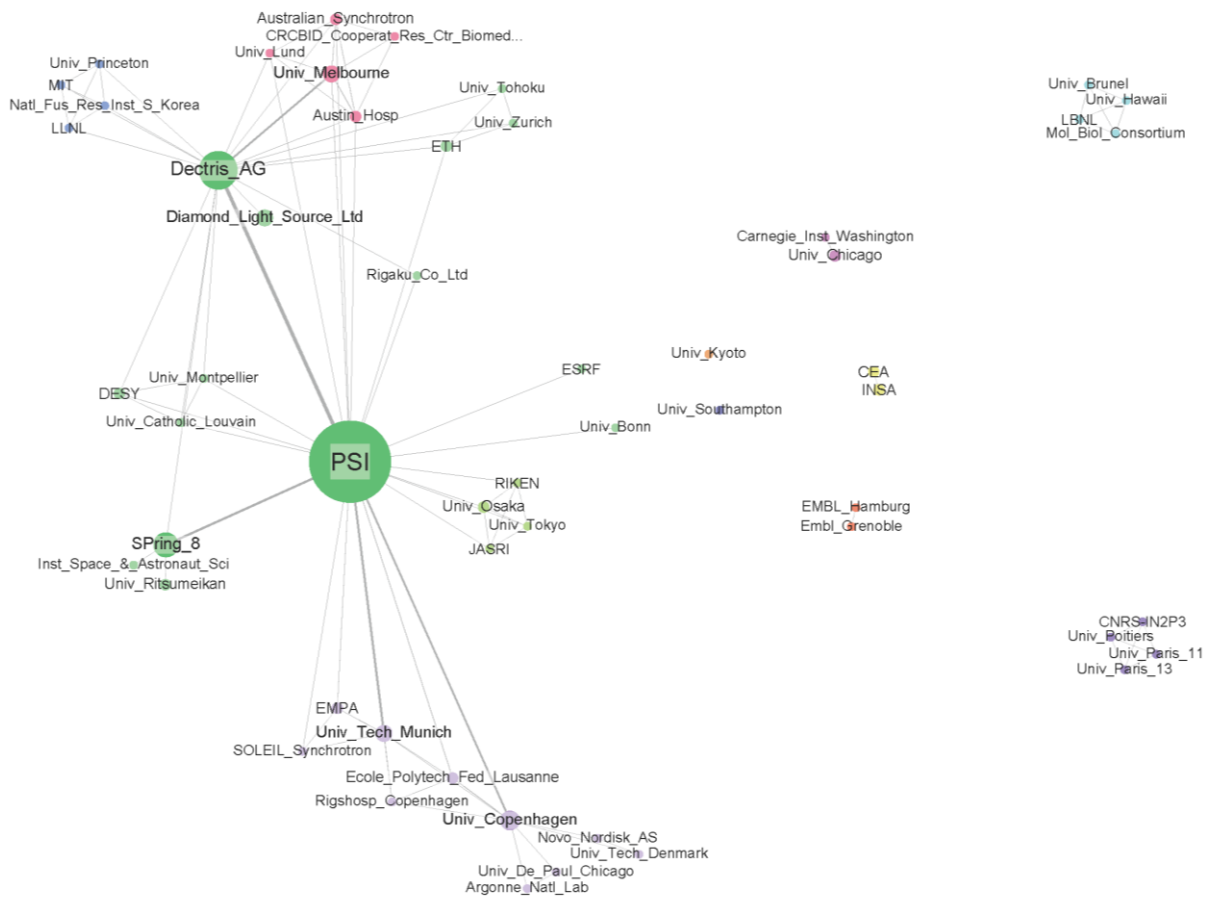 Australian_Synchrotron
CRCBID_Cooperat_Res_Ctr_Biomed...
Univ_Lund
Univ_Melbourne
Univ_Princeton
MIT
Natl_Fus_Res_Inst_S_Korea
LLNL
Univ_Tohoku
Austin_Hosp
Univ_Zurich
ETH
Univ_Brunel
Univ_Hawaii
LBNL
Mol_Biol_Consortium
Dectris_AG
Diamond_Light_Source_Ltd
Carnegie_Inst_Washington
Univ_Chicago
Rigaku_Co_Ltd
Univ_Kyoto
ESRF
CEA
INSA
Univ_Montpellier
DESY
Univ_Catholic_Louvain
Univ_Southampton
Univ_Bonn
PSI
RIKEN
Univ_Osaka
Univ_Tokyo
JASRI
EMBL_Hamburg
Embl_Grenoble
SPring_8
Inst_Space_&_Astronaut_Sci
Univ_Ritsumeikan
CNRS-IN2P3
Univ_Poitiers
Univ_Paris_11
Univ_Paris_13
EMPA
Univ_Tech_Munich
SOLEIL_Synchrotron
Ecole_Polytech_Fed_Lausanne
Rigshosp_Copenhagen
Univ_Copenhagen
Novo_Nordisk_AS
Univ_Tech_Denmark
Univ_De_Paul_Chicago
Argonne_Natl_Lab